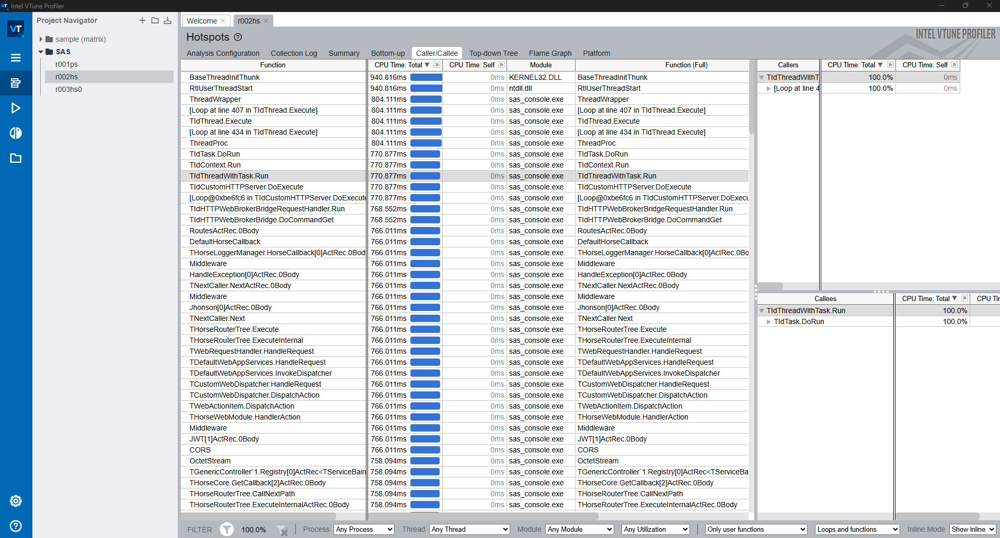 VT Intel VTune Profiler
VT
Project Navigator
sample (matrix)
SAS
r001ps
r002hs
r003hs0
Welcome
r002hs
Hotspots
INTEL VTUNE PROFILER
Analysis Configuration Collection Log Summary Bottom-up Caller/Callee Top-down Tree Flame Graph Platform
Function CPU Time: Total CPU Time: Self Module Function (Full)
BaseThreadInitThunk 940.816ms 0ms KERNEL32.DLL BaseThreadInitThunk
RtlUserThreadStart 940.816ms 0ms ntdll.dll RtlUserThreadStart
ThreadWrapper 804.111ms 0ms sas_console.exe ThreadWrapper
[Loop at line 407 in TIdThread.Execute] 804.111ms 0ms sas_console.exe [Loop at line 407 in TIdThread.Execute]
TIdThread.Execute 804.111ms 0ms sas_console.exe TIdThread.Execute
[Loop at line 434 in TIdThread.Execute] 804.111ms 0ms sas_console.exe [Loop at line 434 in TIdThread.Execute]
ThreadProc 804.111ms 0ms sas_console.exe ThreadProc
TIdTask.DoRun 770.877ms 0ms sas_console.exe TIdTask.DoRun
TIdContext.Run 770.877ms 0ms sas_console.exe TIdContext.Run
TIdThreadWithTask.Run 770.877ms 0ms sas_console.exe TIdThreadWithTask.Run
TIdCustomHTTPServer.DoExecute 770.877ms 0ms sas_console.exe TIdCustomHTTPServer.DoExecute
[Loop@0xbe6fc6 in TIdCustomHTTPServer.DoExecute 770.877ms 0ms sas_console.exe [Loop@0xbe6fc6 in TIdCustomHTTPServer.DoExecu
TIdHTTPWebBrokerBridgeRequestHandler.Run 768.552ms 0ms sas_console.exe TIdHTTPWebBrokerBridgeRequestHandler.Run
TIdHTTPWebBrokerBridge.DoCommandGet 768.552ms 0ms sas_console.exe TIdHTTPWebBrokerBridge.DoCommandGet
RoutesActRec.0Body 766.011ms 0ms sas_console.exe RoutesActRec.0Body
DefaultHorseCallback 766.011ms 0ms sas_console.exe DefaultHorseCallback
THorseLoggerManager.HorseCallback[0]ActRec.0Body 766.011ms 0ms sas_console.exe THorseLoggerManager.HorseCallback[0]ActRec.0Bo
Middleware 766.011ms 0ms sas_console.exe Middleware
HandleException[0]ActRec.0Body 766.011ms 0ms sas_console.exe HandleException[0]ActRec.0Body
TNextCaller.NextActRec.0Body 766.011ms 0ms sas_console.exe TNextCaller.NextActRec.0Body
Middleware 766.011ms 0ms sas_console.exe Middleware
Jhonson[0]ActRec.0Body 766.011ms 0ms sas_console.exe Jhonson[0]ActRec.0Body
TNextCaller.Next 766.011ms 0ms sas_console.exe TNextCaller.Next
THorseRouterTree.Execute 766.011ms 0ms sas_console.exe THorseRouterTree.Execute
THorseRouterTree.ExecuteInternal 766.011ms 0ms sas_console.exe THorseRouterTree.ExecuteInternal
TWebRequestHandler.HandleRequest 766.011ms 0ms sas_console.exe TWebRequestHandler.HandleRequest
TDefaultWebAppServices.HandleRequest 766.011ms 0ms sas_console.exe TDefaultWebAppServices.HandleRequest
TDefaultWebAppServices.InvokeDispatcher 766.011ms 0ms sas_console.exe TDefaultWebAppServices.InvokeDispatcher
TCustomWebDispatcher.HandleRequest 766.011ms 0ms sas_console.exe TCustomWebDispatcher.HandleRequest
TCustomWebDispatcher.DispatchAction 766.011ms 0ms sas_console.exe TCustomWebDispatcher.DispatchAction
TWebActionItem.DispatchAction 766.011ms 0ms sas_console.exe TWebActionItem.DispatchAction
THorseWebModule.HandlerAction 766.011ms 0ms sas_console.exe THorseWebModule.HandlerAction
Middleware 766.011ms 0ms sas_console.exe Middleware
JWT[1]ActRec.0Body 766.011ms 0ms sas_console.exe JWT[1]ActRec.0Body
CORS 766.011ms 0ms sas_console.exe CORS
OctetStream 758.094ms 0ms sas_console.exe OctetStream
TGenericController`1.Registry[0]ActRec<TServiceBairr 758.094ms 0ms sas_console.exe TGenericController`1.Registry[0]ActRec<TServiceBa
THorseCore.GetCallback[2]ActRec.0Body 758.094ms 0ms sas_console.exe THorseCore.GetCallback[2]ActRec.0Body
THorseRouterTree.CallNextPath 758.094ms 0ms sas_console.exe THorseRouterTree.CallNextPath
THorseRouterTree.ExecuteInternalActRec.0Body 758.094ms 0ms sas_console.exe THorseRouterTree.ExecuteInternalActRec.0Body
Callers CPU Time: Total CPU Time: Self
TIdThreadWithT 100.0% 0ms
[Loop at line 4 100.0% 0ms
Callees CPU Time: Total CPU Tir
TIdThreadWithTask.Run 100.0%
TIdTask.DoRun 100.0%
FILTER 100.0% Process Any Process Thread Any Thread Module Any Module Any Utilization Only user functions Loops and functions Inline Mode Show inline